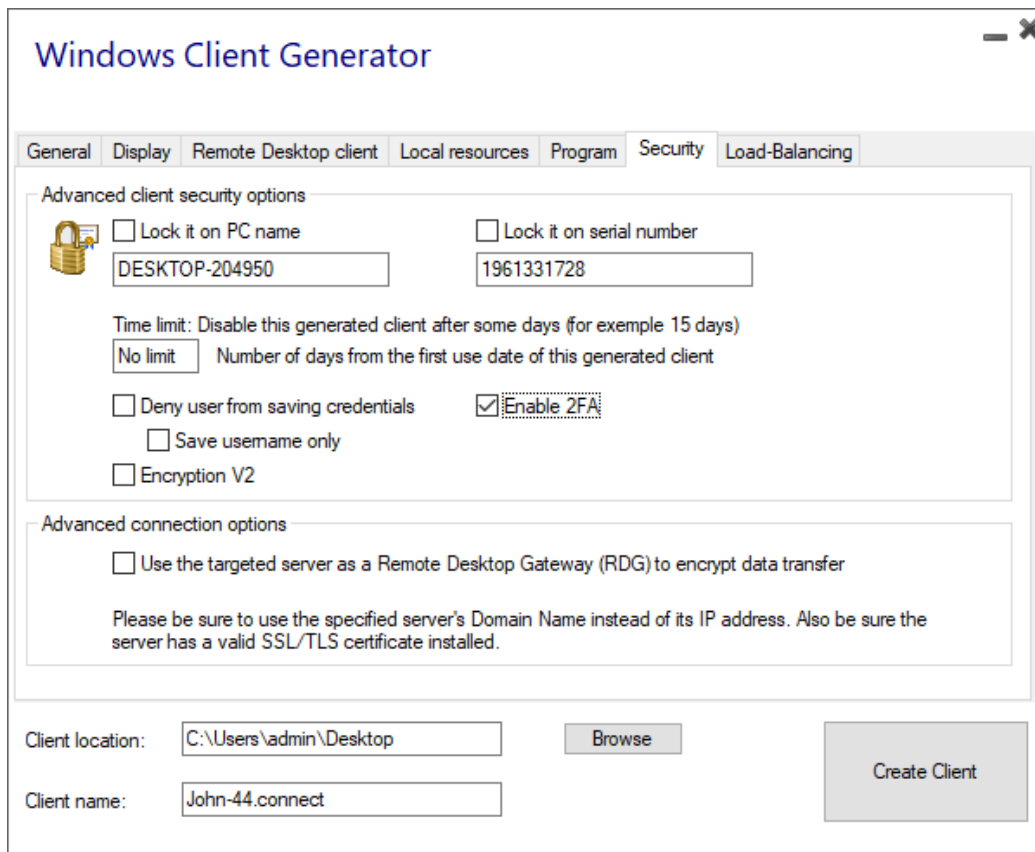 Windows Client Generator
General Display Remote Desktop client Local resources Program Security Load-Balancing
Advanced client security options
Lock it on PC name Lock it on serial number
DESKTOP-204950 1961331728
Time limit: Disable this generated client after some days (for exemple 15 days)
No limit Number of days from the first use date of this generated client
Deny user from saving credentials Enable 2FA
Save username only
Encryption V2
Advanced connection options
Use the targeted server as a Remote Desktop Gateway (RDG) to encrypt data transfer
Please be sure to use the specified server's Domain Name instead of its IP address. Also be sure the
server has a valid SSL/TLS certificate installed.
Client location: C:\Users\admin\Desktop Browse
Create Client
Client name: John-44.connect